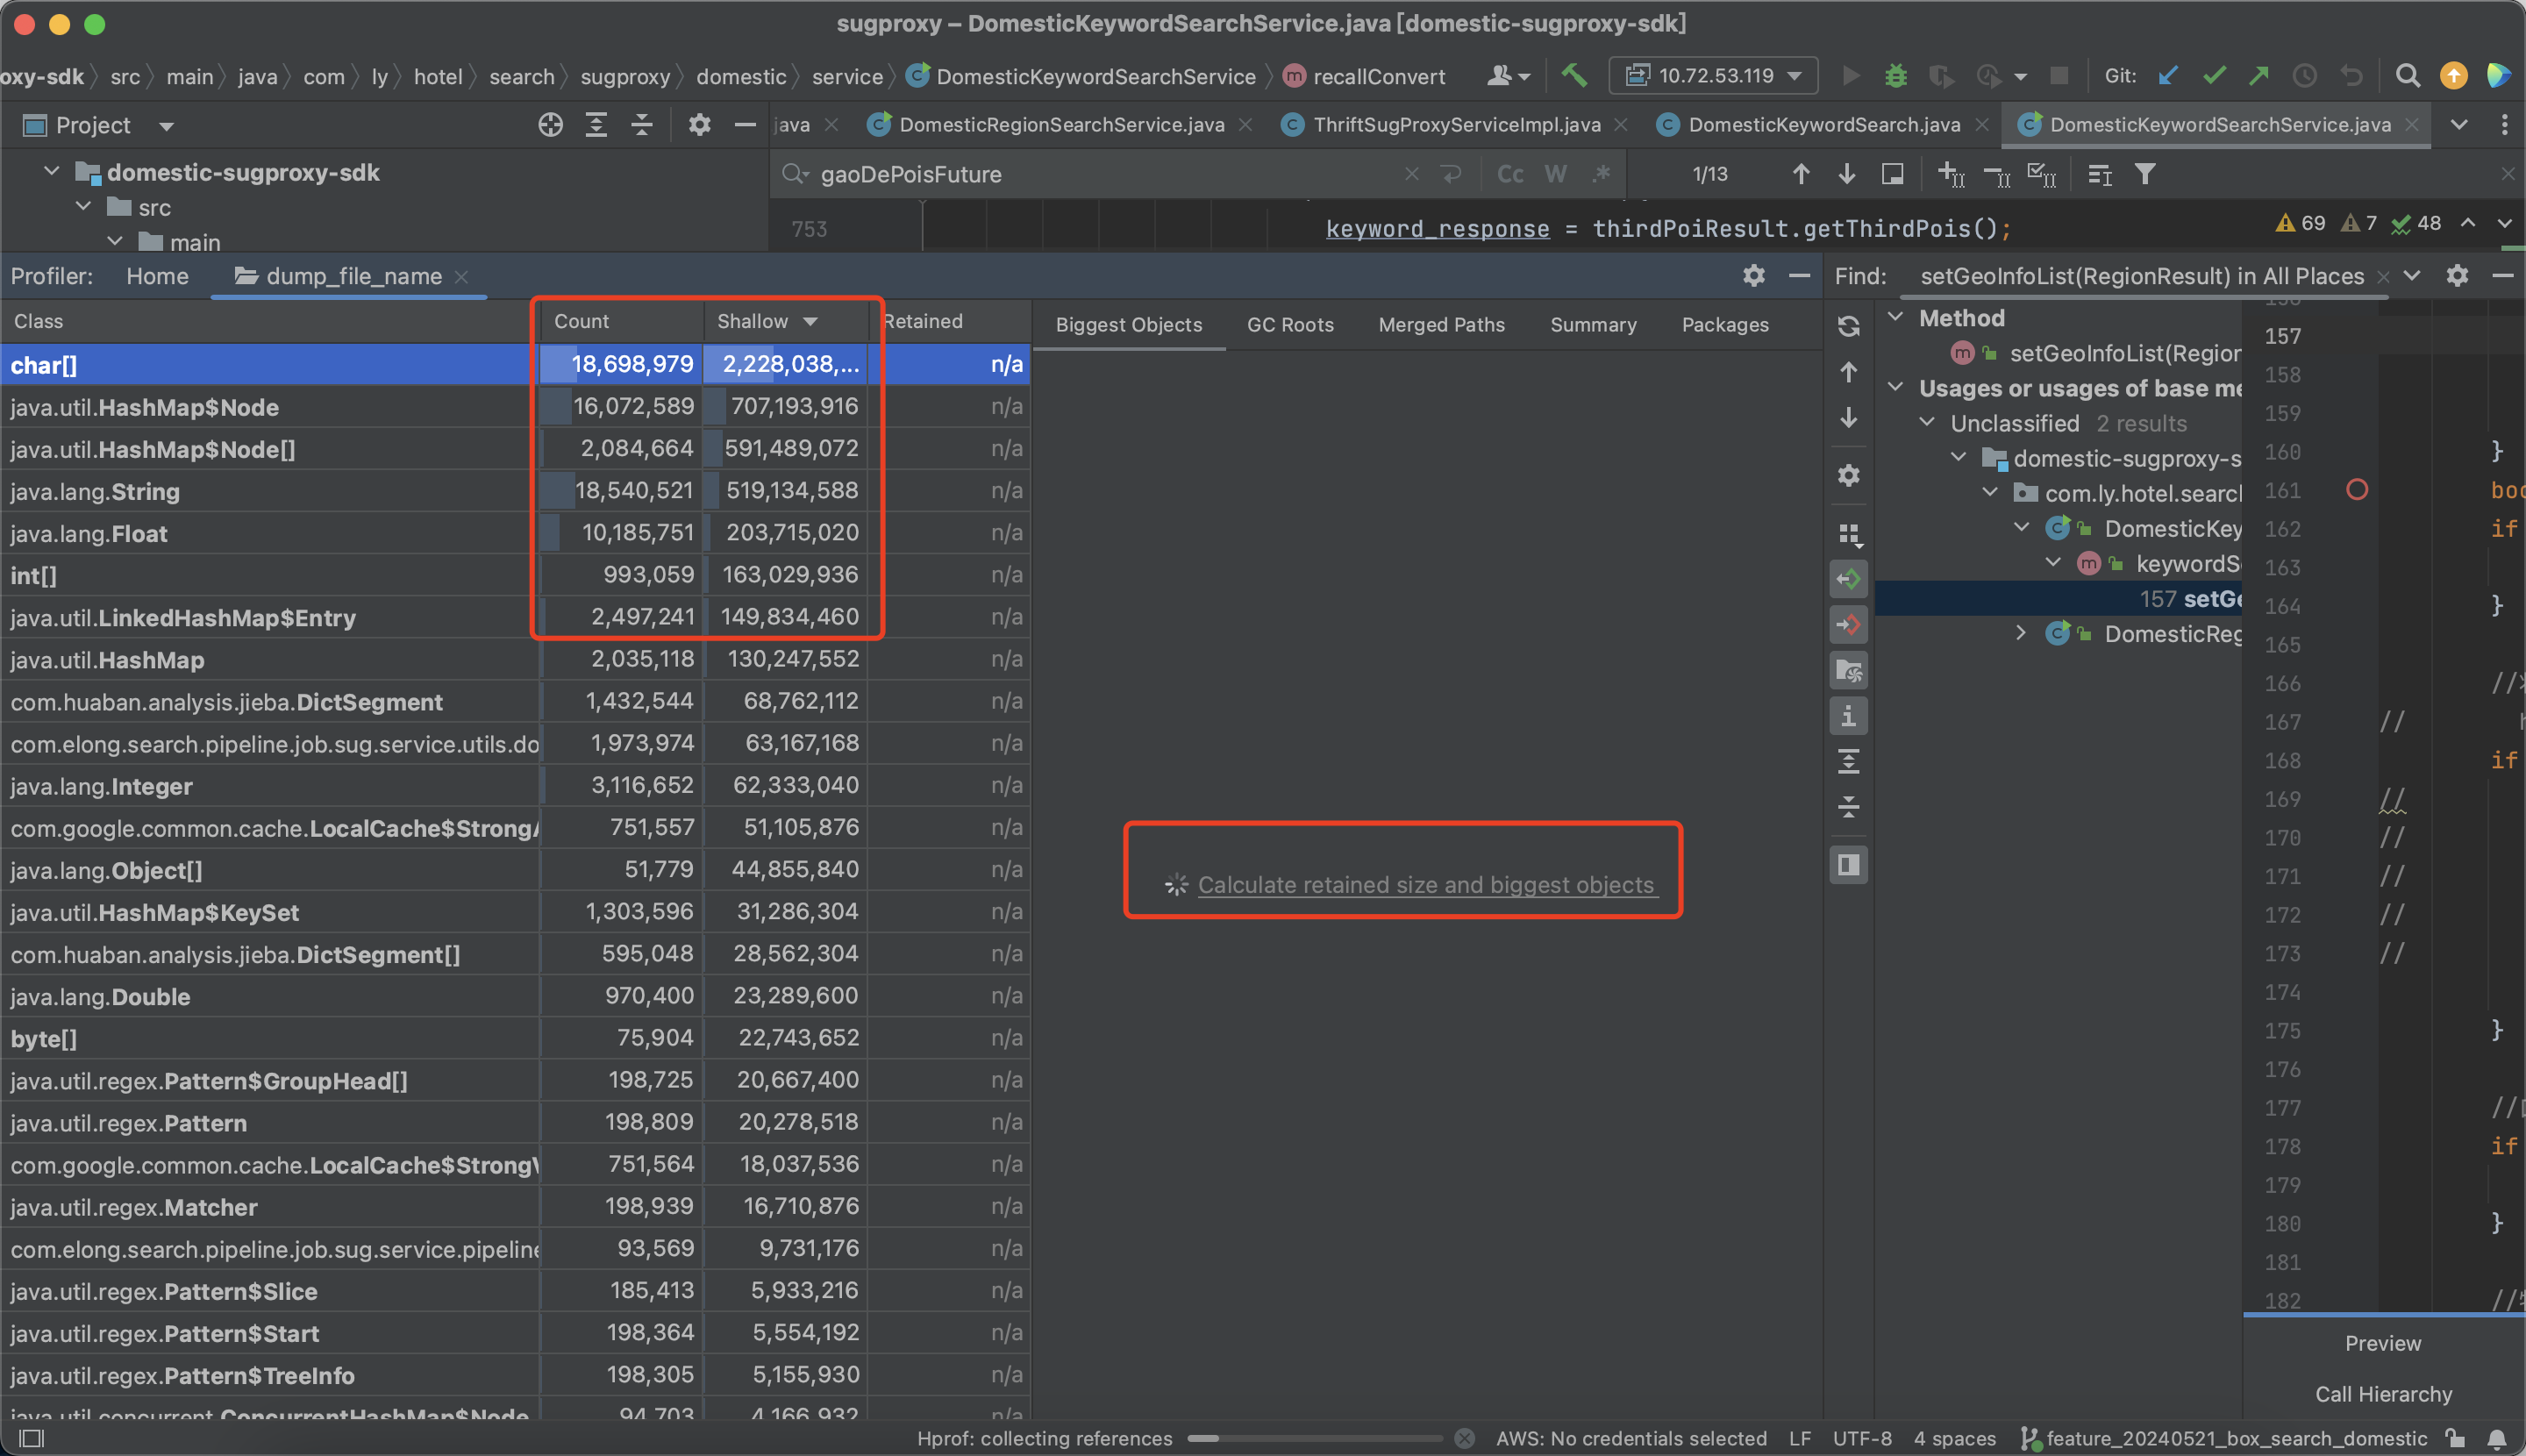 sugproxy – DomesticKeywordSearchService.java [domestic-sugproxy-sdk]
oxy-sdk src main java com ly hotel search sugproxy domestic service DomesticKeywordSearchService recallConvert 10.72.53.119 Git:
Project
java DomesticRegionSearchService.java ThriftSugProxyServiceImpl.java DomesticKeywordSearch.java DomesticKeywordSearchService.java
domestic-sugproxy-sdk
src
main
gaoDePoisFuture Cc W .* 1/13
753 keyword_response = thirdPoiResult.getThirdPois(); 69 7 48
Profiler: Home dump_file_name
Class Count Shallow Retained
char[] 18,698,979 2,228,038,... n/a
java.util.HashMap$Node 16,072,589 707,193,916 n/a
java.util.HashMap$Node[] 2,084,664 591,489,072 n/a
java.lang.String 18,540,521 519,134,588 n/a
java.lang.Float 10,185,751 203,715,020 n/a
int[] 993,059 163,029,936 n/a
java.util.LinkedHashMap$Entry 2,497,241 149,834,460 n/a
java.util.HashMap 2,035,118 130,247,552 n/a
com.huaban.analysis.jieba.DictSegment 1,432,544 68,762,112 n/a
com.elong.search.pipeline.job.sug.service.utils.do 1,973,974 63,167,168 n/a
java.lang.Integer 3,116,652 62,333,040 n/a
com.google.common.cache.LocalCache$Strong 751,557 51,105,876 n/a
java.lang.Object[] 51,779 44,855,840 n/a
java.util.HashMap$KeySet 1,303,596 31,286,304 n/a
com.huaban.analysis.jieba.DictSegment[] 595,048 28,562,304 n/a
java.lang.Double 970,400 23,289,600 n/a
byte[] 75,904 22,743,652 n/a
java.util.regex.Pattern$GroupHead[] 198,725 20,667,400 n/a
java.util.regex.Pattern 198,809 20,278,518 n/a
com.google.common.cache.LocalCache$Strong 751,564 18,037,536 n/a
java.util.regex.Matcher 198,939 16,710,876 n/a
com.elong.search.pipeline.job.sug.service.pipeline 93,569 9,731,176 n/a
java.util.regex.Pattern$Slice 185,413 5,933,216 n/a
java.util.regex.Pattern$Start 198,364 5,554,192 n/a
java.util.regex.Pattern$TreeInfo 198,305 5,155,930 n/a
java.util.concurrent.ConcurrentHashMap$Node 94,703 4,166,932 n/a
Biggest Objects GC Roots Merged Paths Summary Packages
Calculate retained size and biggest objects
Find: setGeoInfoList(RegionResult) in All Places
Method
setGeoInfoList(Region
Usages or usages of base me
Unclassified 2 results
domestic-sugproxy-s
com.ly.hotel.search
DomesticKey
keywordS
157 setGe
DomesticReg
157
158
159
160 }
161 boo
162 if
163
164 }
165
166 //
167 //
168 if
169 //
170 //
171 //
172 //
173 //
174
175 }
176
177 //
178 if
179
180 }
181
182 //
Preview
Call Hierarchy
Hprof: collecting references AWS: No credentials selected LF UTF-8 4 spaces feature_20240521_box_search_domestic